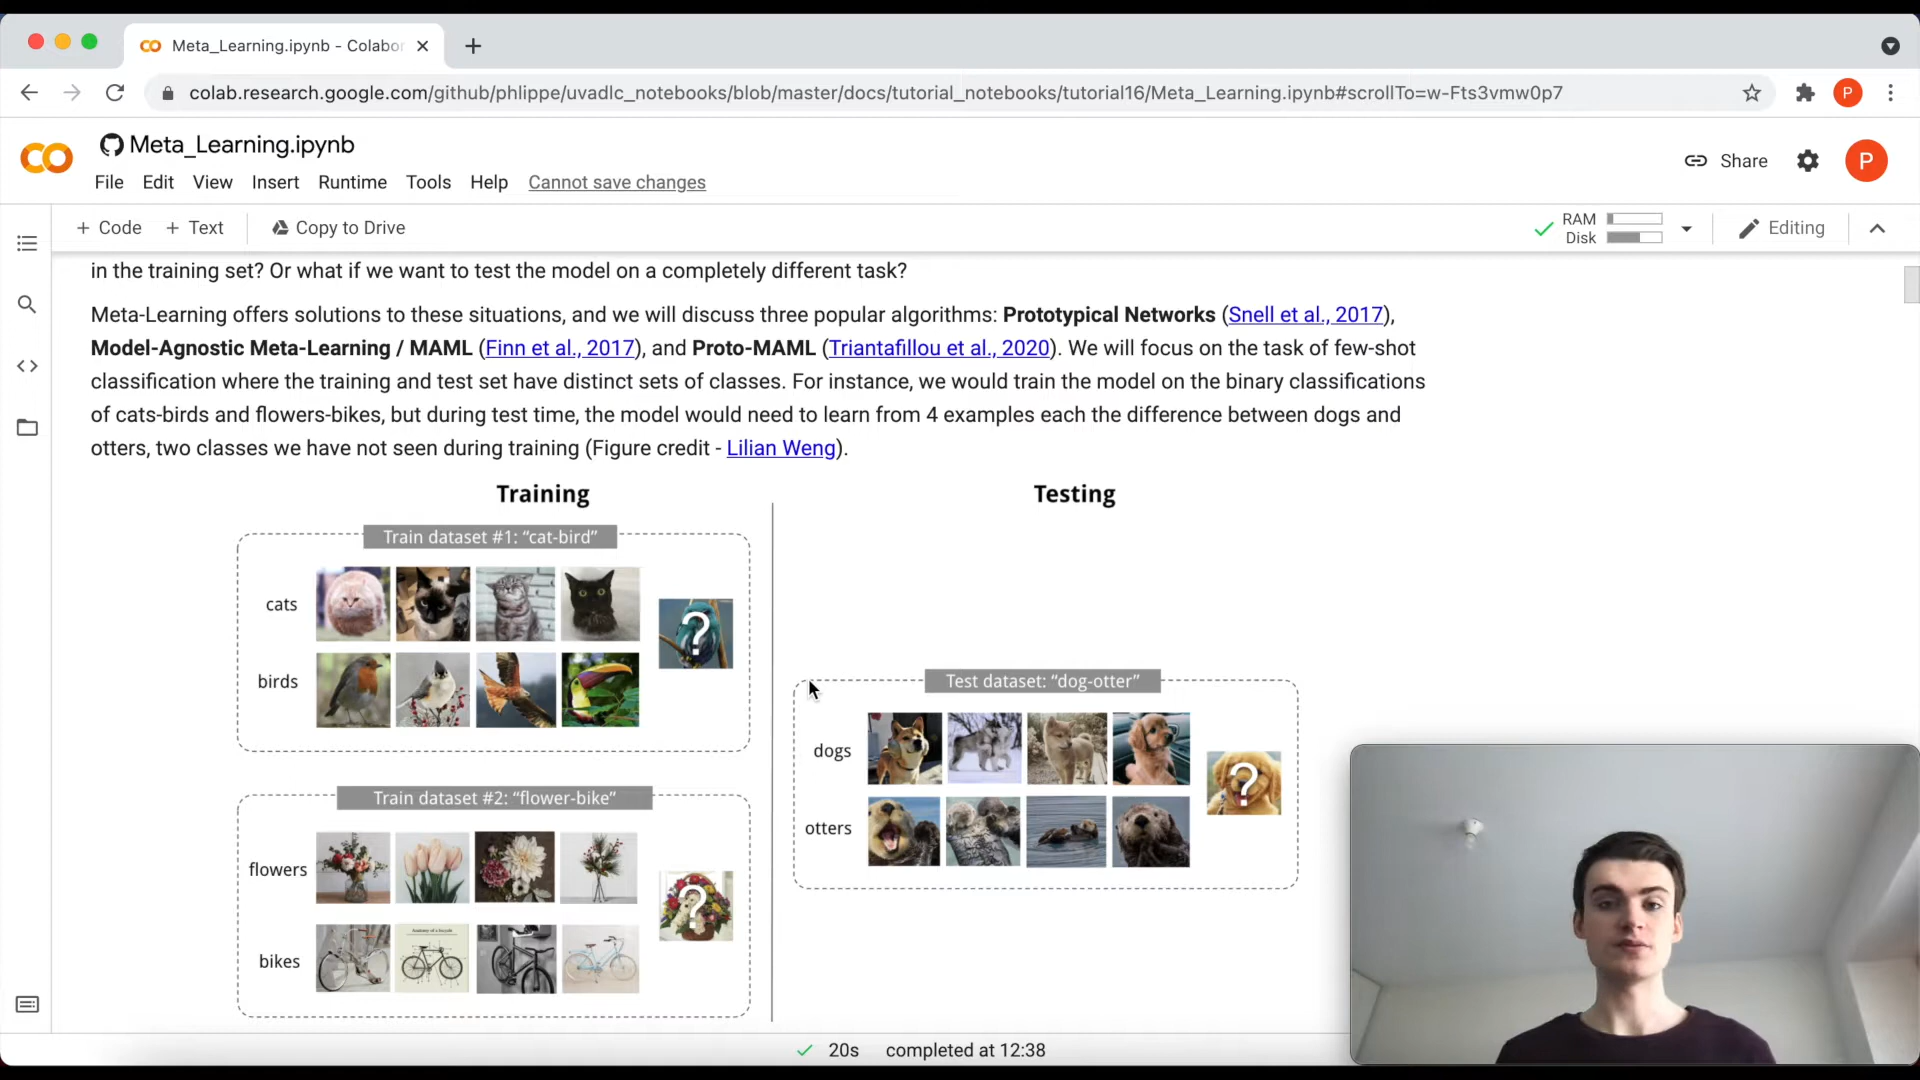 Meta_Learning.ipynb - Colabor
colab.research.google.com/github/phlippe/uvadlc_notebooks/blob/master/docs/tutorial_notebooks/tutorial16/Meta_Learning.ipynb#scrollTo=w-Fts3vmw0p7
P
Meta_Learning.ipynb
Share
P
File Edit View Insert Runtime Tools Help Cannot save changes
+ Code + Text Copy to Drive
RAM
Disk
Editing
in the training set? Or what if we want to test the model on a completely different task?
Meta-Learning offers solutions to these situations, and we will discuss three popular algorithms: Prototypical Networks (Snell et al., 2017),
Model-Agnostic Meta-Learning / MAML (Finn et al., 2017), and Proto-MAML (Triantafillou et al., 2020). We will focus on the task of few-shot
classification where the training and test set have distinct sets of classes. For instance, we would train the model on the binary classifications
of cats-birds and flowers-bikes, but during test time, the model would need to learn from 4 examples each the difference between dogs and
otters, two classes we have not seen during training (Figure credit - Lilian Weng).
Training
Train dataset #1: “cat-bird”
cats
?
birds
Train dataset #2: “flower-bike”
flowers
?
Anatomy of a bicycle
bikes
Testing
Test dataset: “dog-otter”
dogs
?
otters
20s completed at 12:38